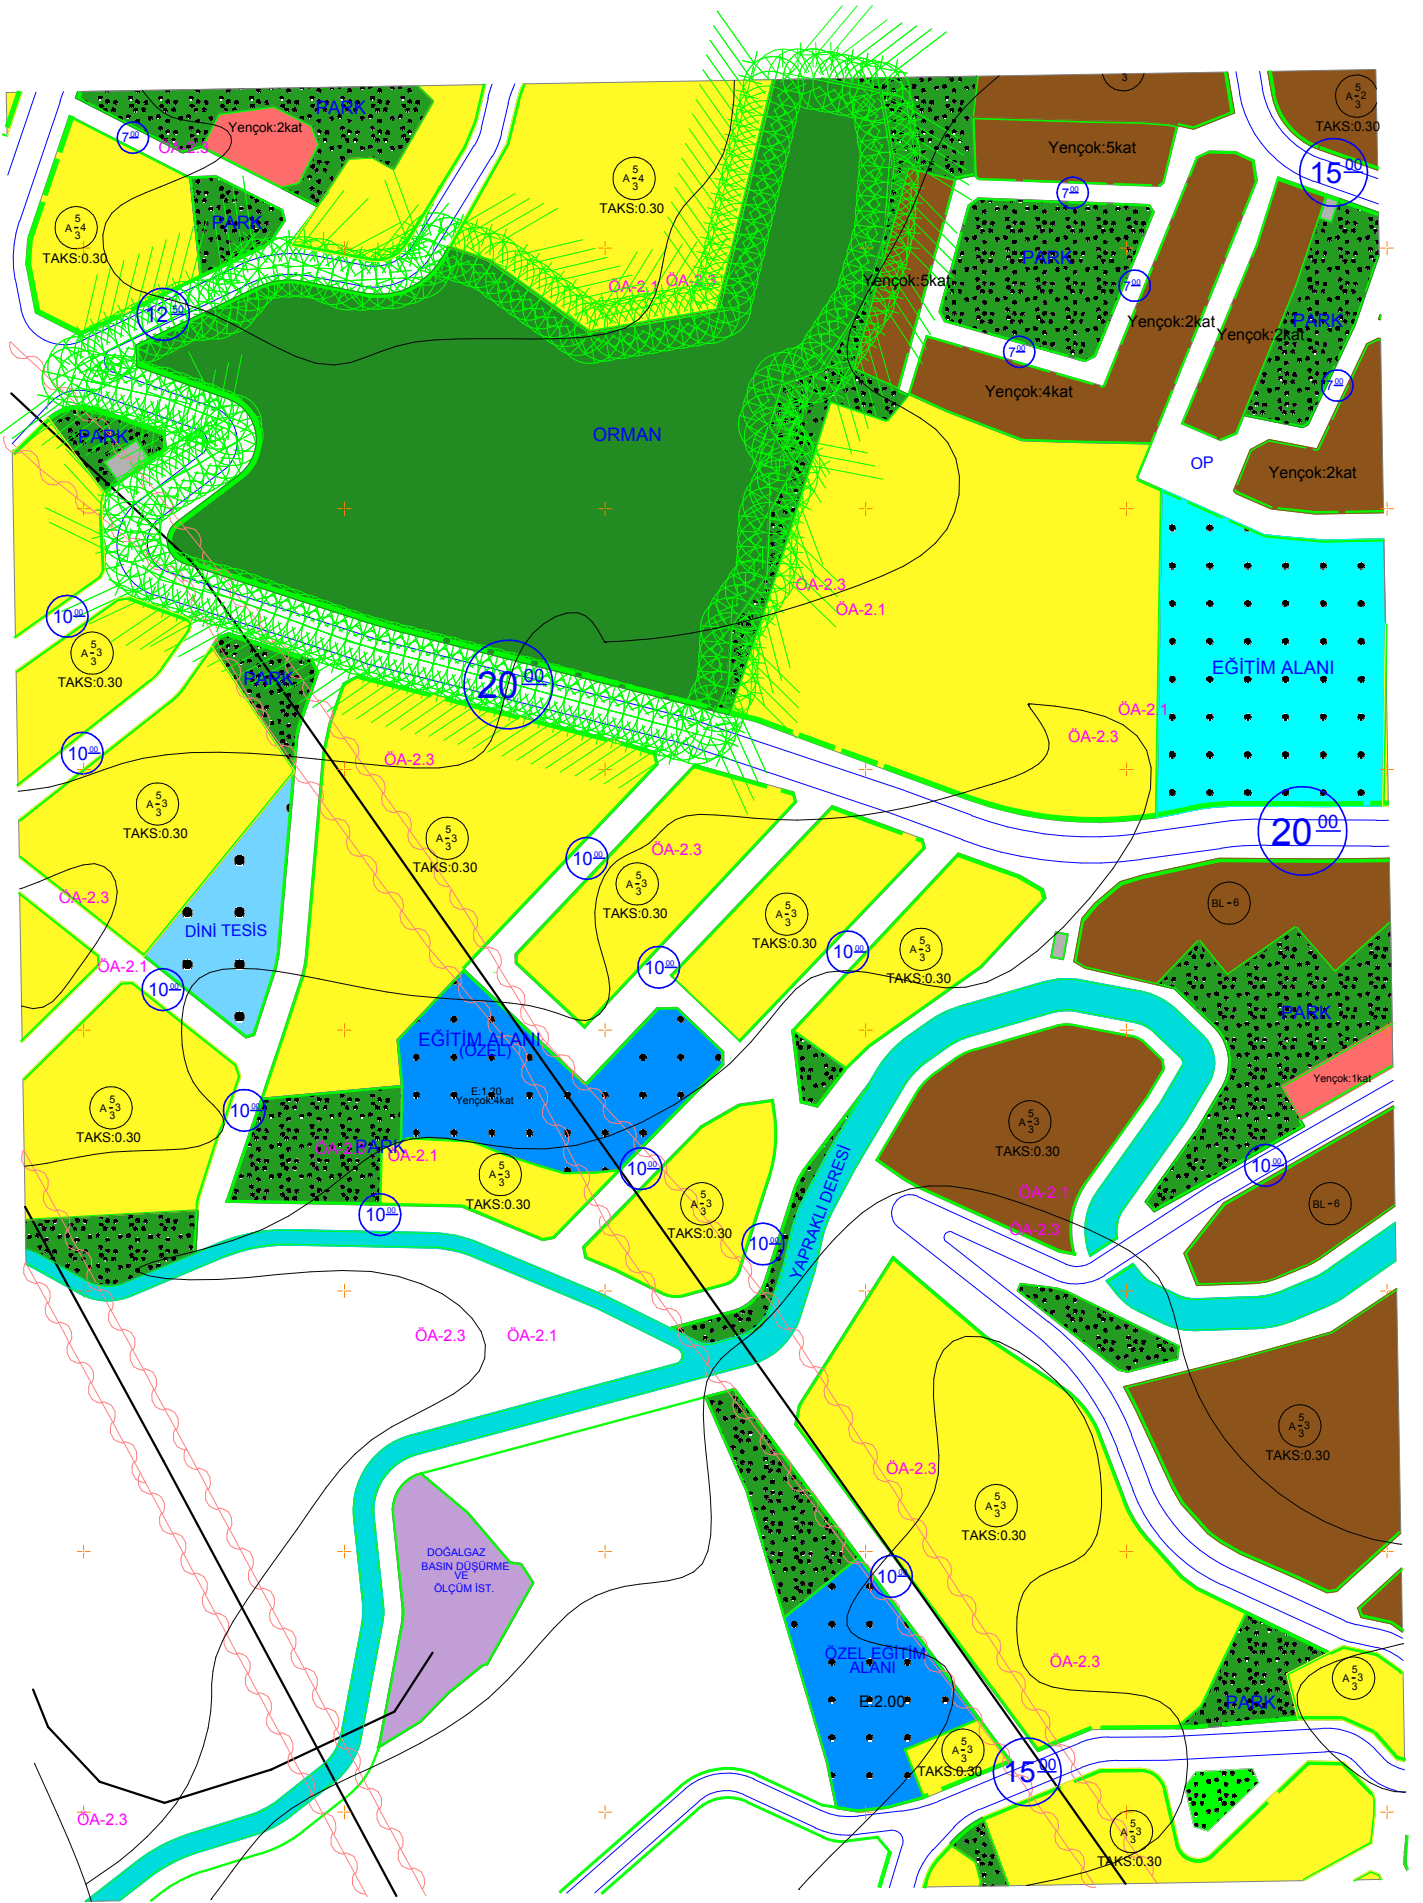 PARK
Yençok:2kat
7.00
ÖA-2.3
3
5
A-2
3
TAKS:0.30
Yençok:5kat
15.00
5
A-4
3
TAKS:0.30
7.00
5
A-4
3
TAKS:0.30
PARK
PARK
ÖA-2.1
ÖA-2.3
Yençok:5kat
7.00
12.50
Yençok:2kat
Yençok:2kat
PARK
7.00
Yençok:4kat
7.00
PARK
ORMAN
OP
Yençok:2kat
ÖA-2.3
ÖA-2.1
10.00
5
A-3
3
TAKS:0.30
PARK
20.00
EĞİTİM ALANI
ÖA-2.1
ÖA-2.3
10.00
ÖA-2.3
5
A-3
3
TAKS:0.30
5
A-3
3
TAKS:0.30
10.00
ÖA-2.3
20.00
5
A-3
3
TAKS:0.30
ÖA-2.3
5
A-3
3
TAKS:0.30
BL-6
DİNİ TESİS
5
A-3
3
TAKS:0.30
10.00
ÖA-2.1
10.00
10.00
PARK
EĞİTİM ALANI
(ÖZEL)
E:1.20
Yençok:4kat
Yençok:1kat
5
A-3
3
TAKS:0.30
10.00
5
A-3
3
TAKS:0.30
PARK
ÖA-2.1
10.00
10.00
5
A-3
3
TAKS:0.30
5
A-3
3
TAKS:0.30
ÖA-2.1
ÖA-2.3
BL-6
10.00
10.00
YAPRAKLI DERESİ
ÖA-2.3
ÖA-2.1
5
A-3
3
TAKS:0.30
ÖA-2.3
5
A-3
3
TAKS:0.30
DOĞALGAZ
BASIN DÜŞÜRME
VE
ÖLÇÜM İST.
10.00
ÖZEL EĞİTİM
ALANI
E:2.00
ÖA-2.3
5
A-3
3
PARK
5
A-3
3
TAKS:0.30
15.00
ÖA-2.3
5
A-3
3
TAKS:0.30